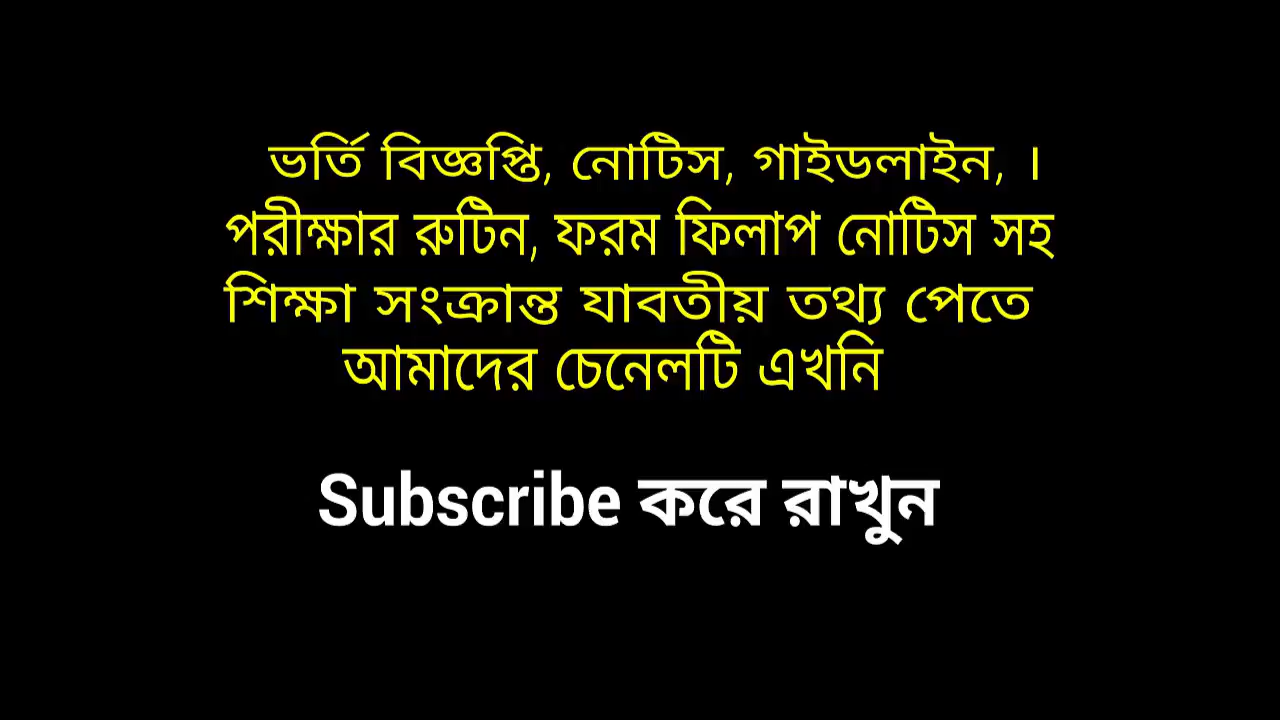 ভর্তি বিজ্ঞপ্তি, নোটিস, গাইডলাইন, ।
পরীক্ষার রুটিন, ফরম ফিলাপ নোটিস সহ
শিক্ষা সংক্রান্ত যাবতীয় তথ্য পেতে
আমাদের চেনেলটি এখনি
Subscribe করে রাখুন